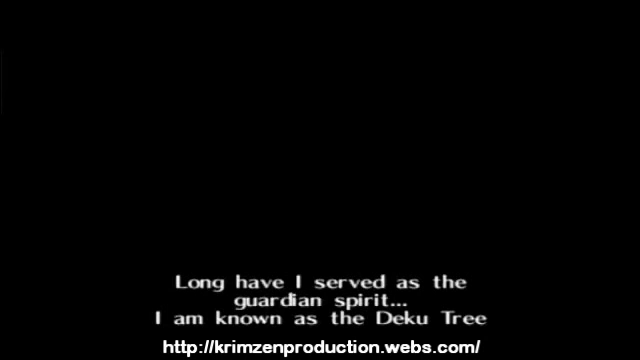 Long have I served as the
guardian spirit...
I am known as the Deku Tree
http://krimzenproduction.webs.com/